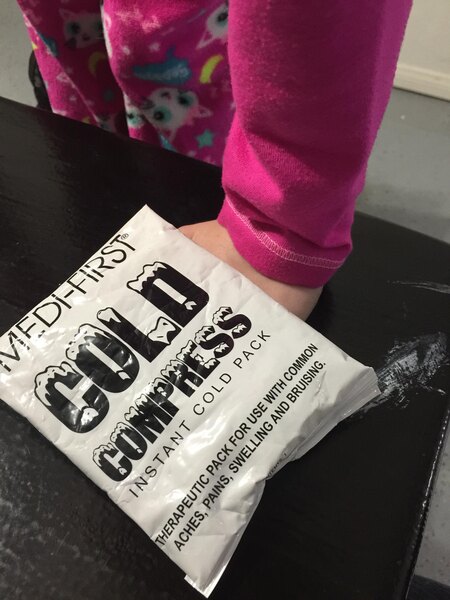 MEDI-FIRST®
COLD
COMPRESS
INSTANT COLD PACK
THERAPEUTIC PACK FOR USE WITH COMMON
ACHES, PAINS, SWELLING AND BRUISING.